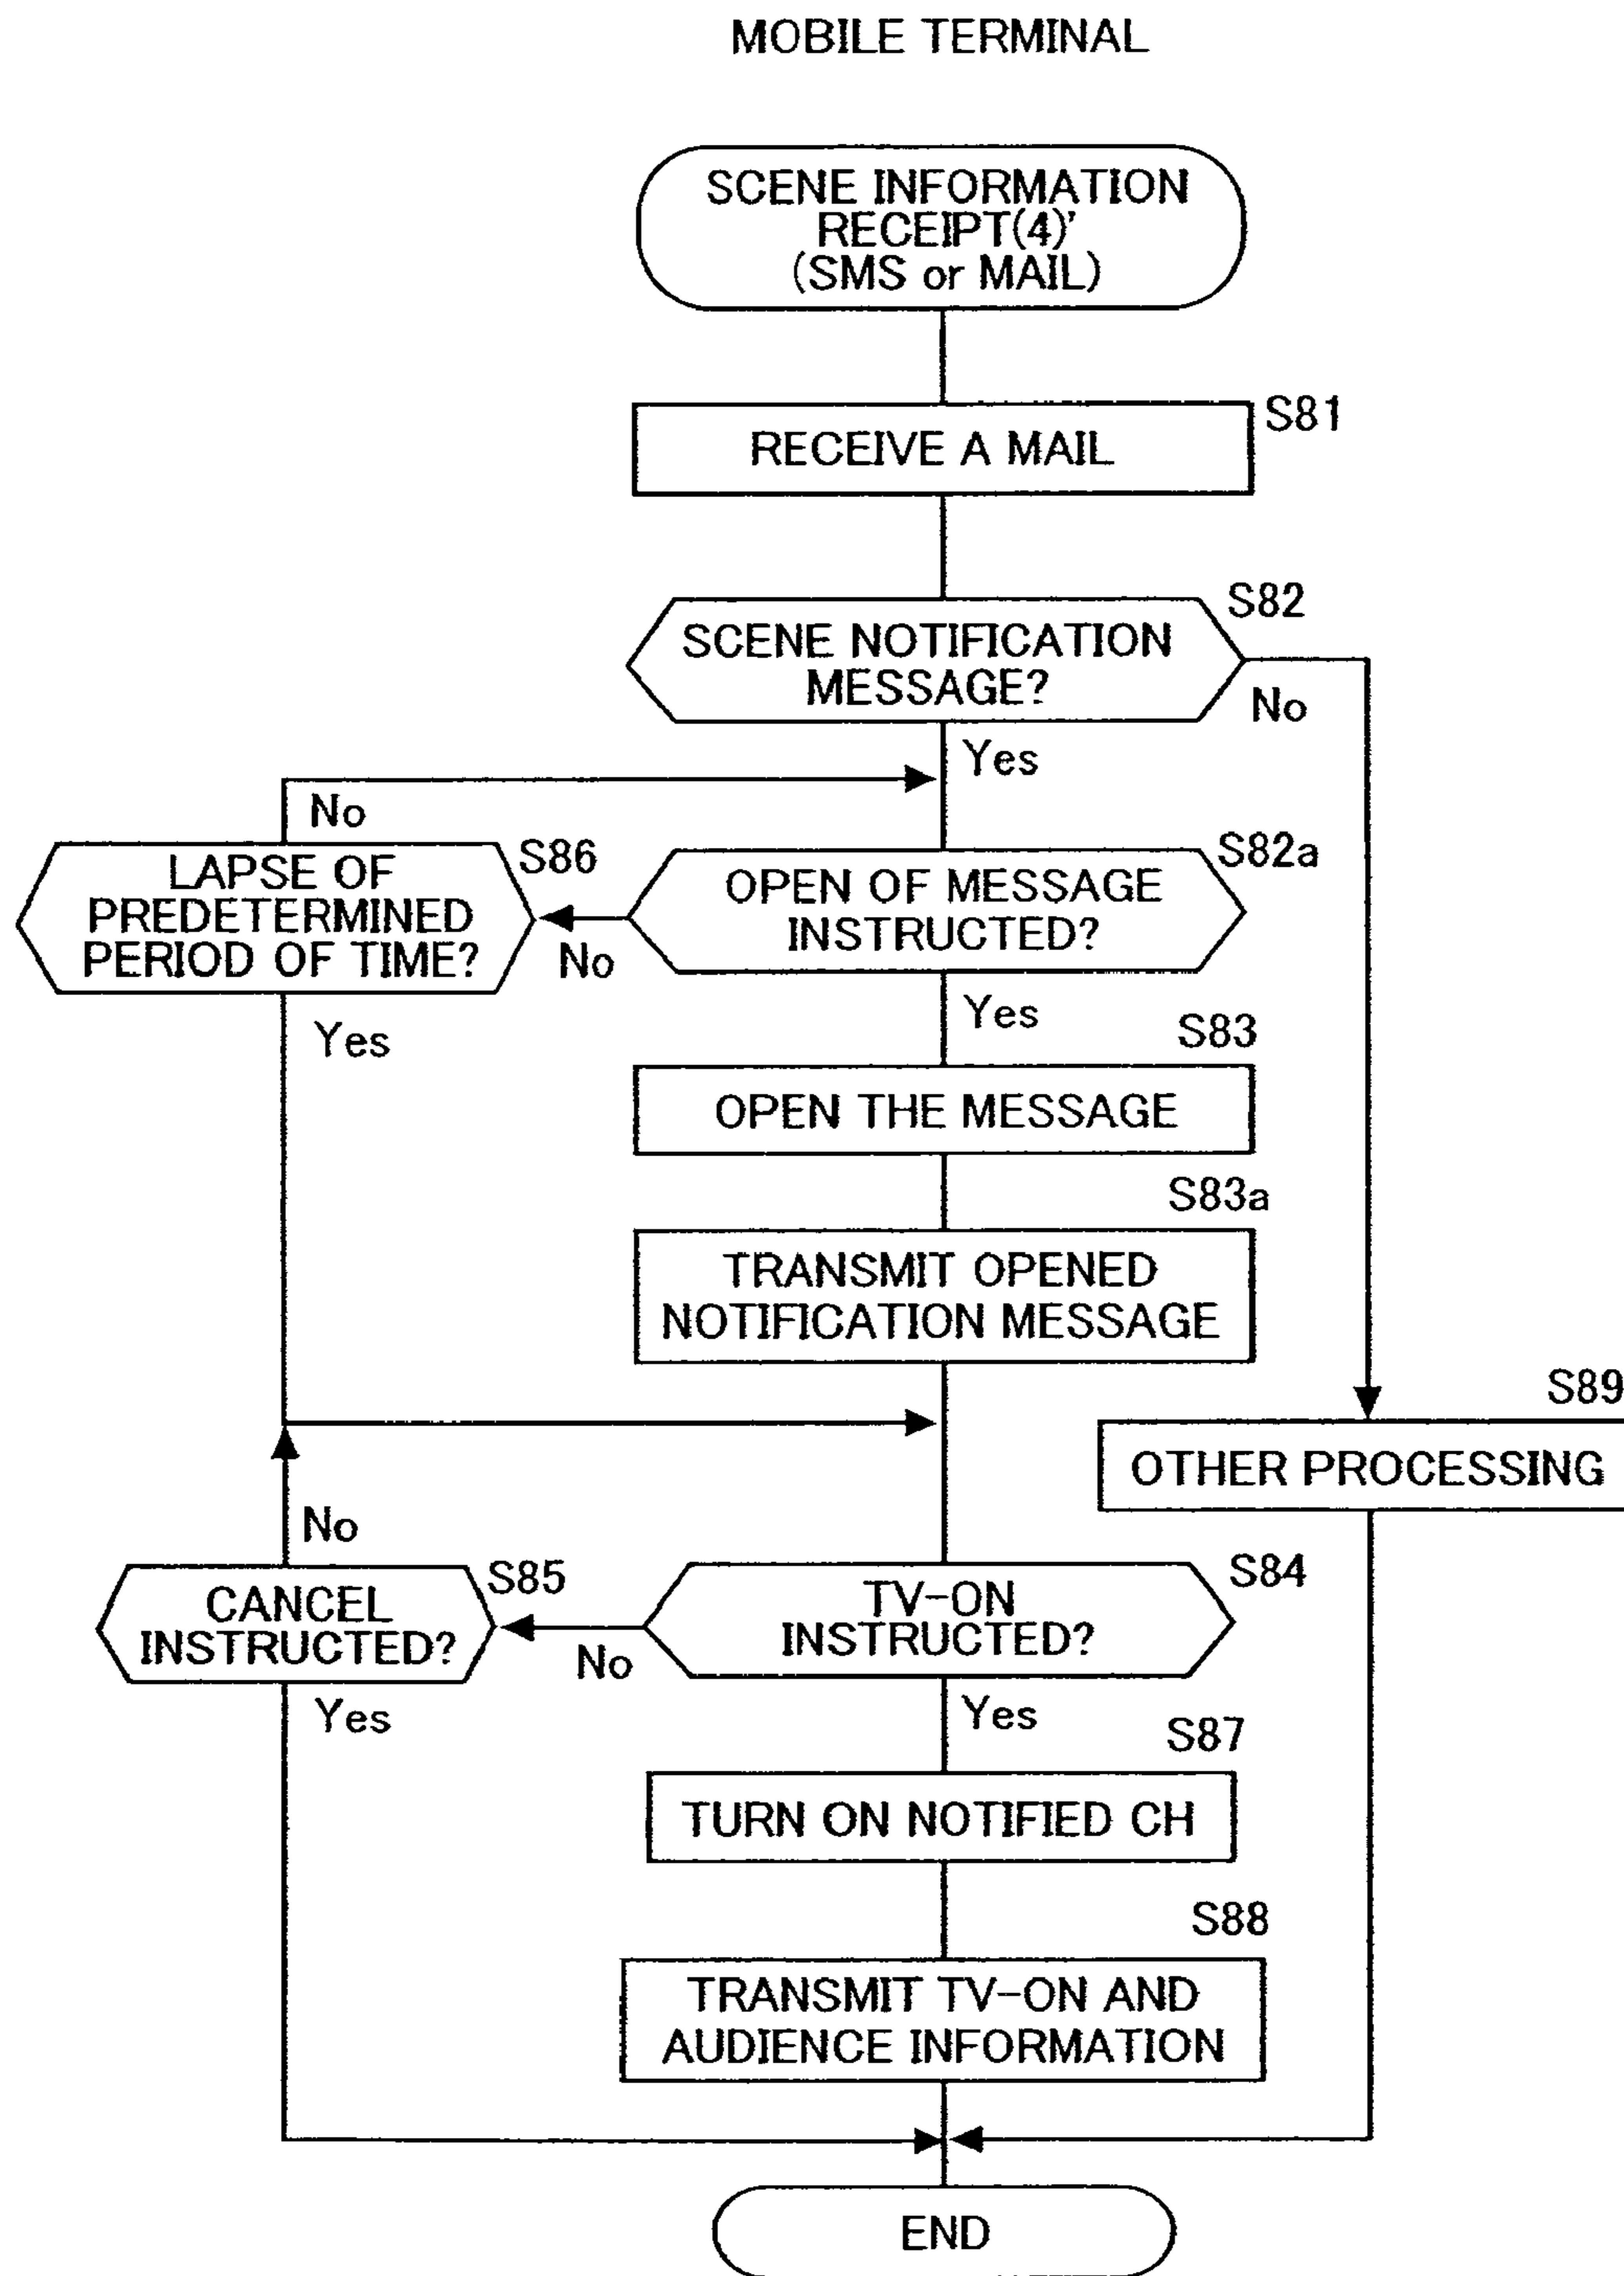 MOBILE TERMINAL
SCENE INFORMATION
RECEIPT(4)'
(SMS or MAIL)
S81
RECEIVE A MAIL
S82
SCENE NOTIFICATION
MESSAGE?
No
Yes
No
S86
LAPSE OF
PREDETERMINED
PERIOD OF TIME?
S82a
OPEN OF MESSAGE
INSTRUCTED?
No
Yes
Yes
S83
OPEN THE MESSAGE
S83a
TRANSMIT OPENED
NOTIFICATION MESSAGE
S89
OTHER PROCESSING
No
S85
CANCEL
INSTRUCTED?
S84
TV-ON
INSTRUCTED?
No
Yes
Yes
S87
TURN ON NOTIFIED CH
S88
TRANSMIT TV-ON AND
AUDIENCE INFORMATION
END